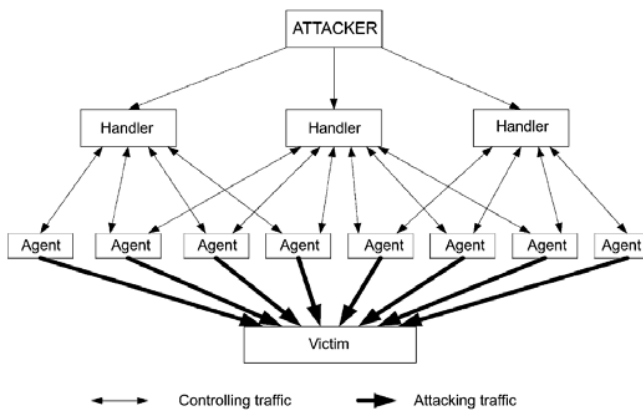 ATTACKER
Handler Handler Handler
Agent Agent Agent Agent Agent Agent Agent Agent
Victim
Controlling traffic Attacking traffic